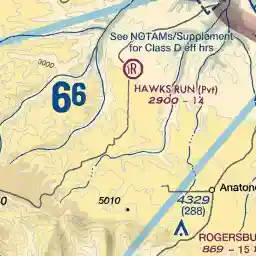 See NOTAMs/Supplement
for Class D eff hrs
3000
R
HAWKS RUN (Pvt)
2900 - 14
66
Anato
4329
(288)
5010
ROGERSBU
869 - 15